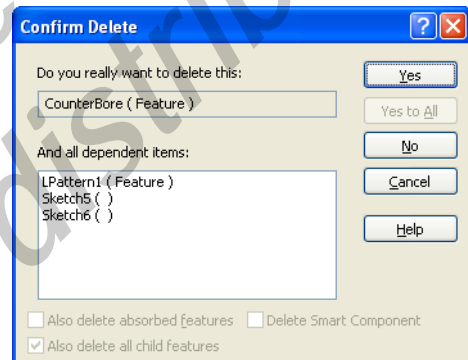 Confirm Delete
Do you really want to delete this:
CounterBore ( Feature )
Yes
Yes to All
And all dependent items:
No
LPattern1 ( Feature )
Sketch5 ( )
Sketch6 ( )
Cancel
Help
Also delete absorbed features
Delete Smart Component
Also delete all child features
distrib